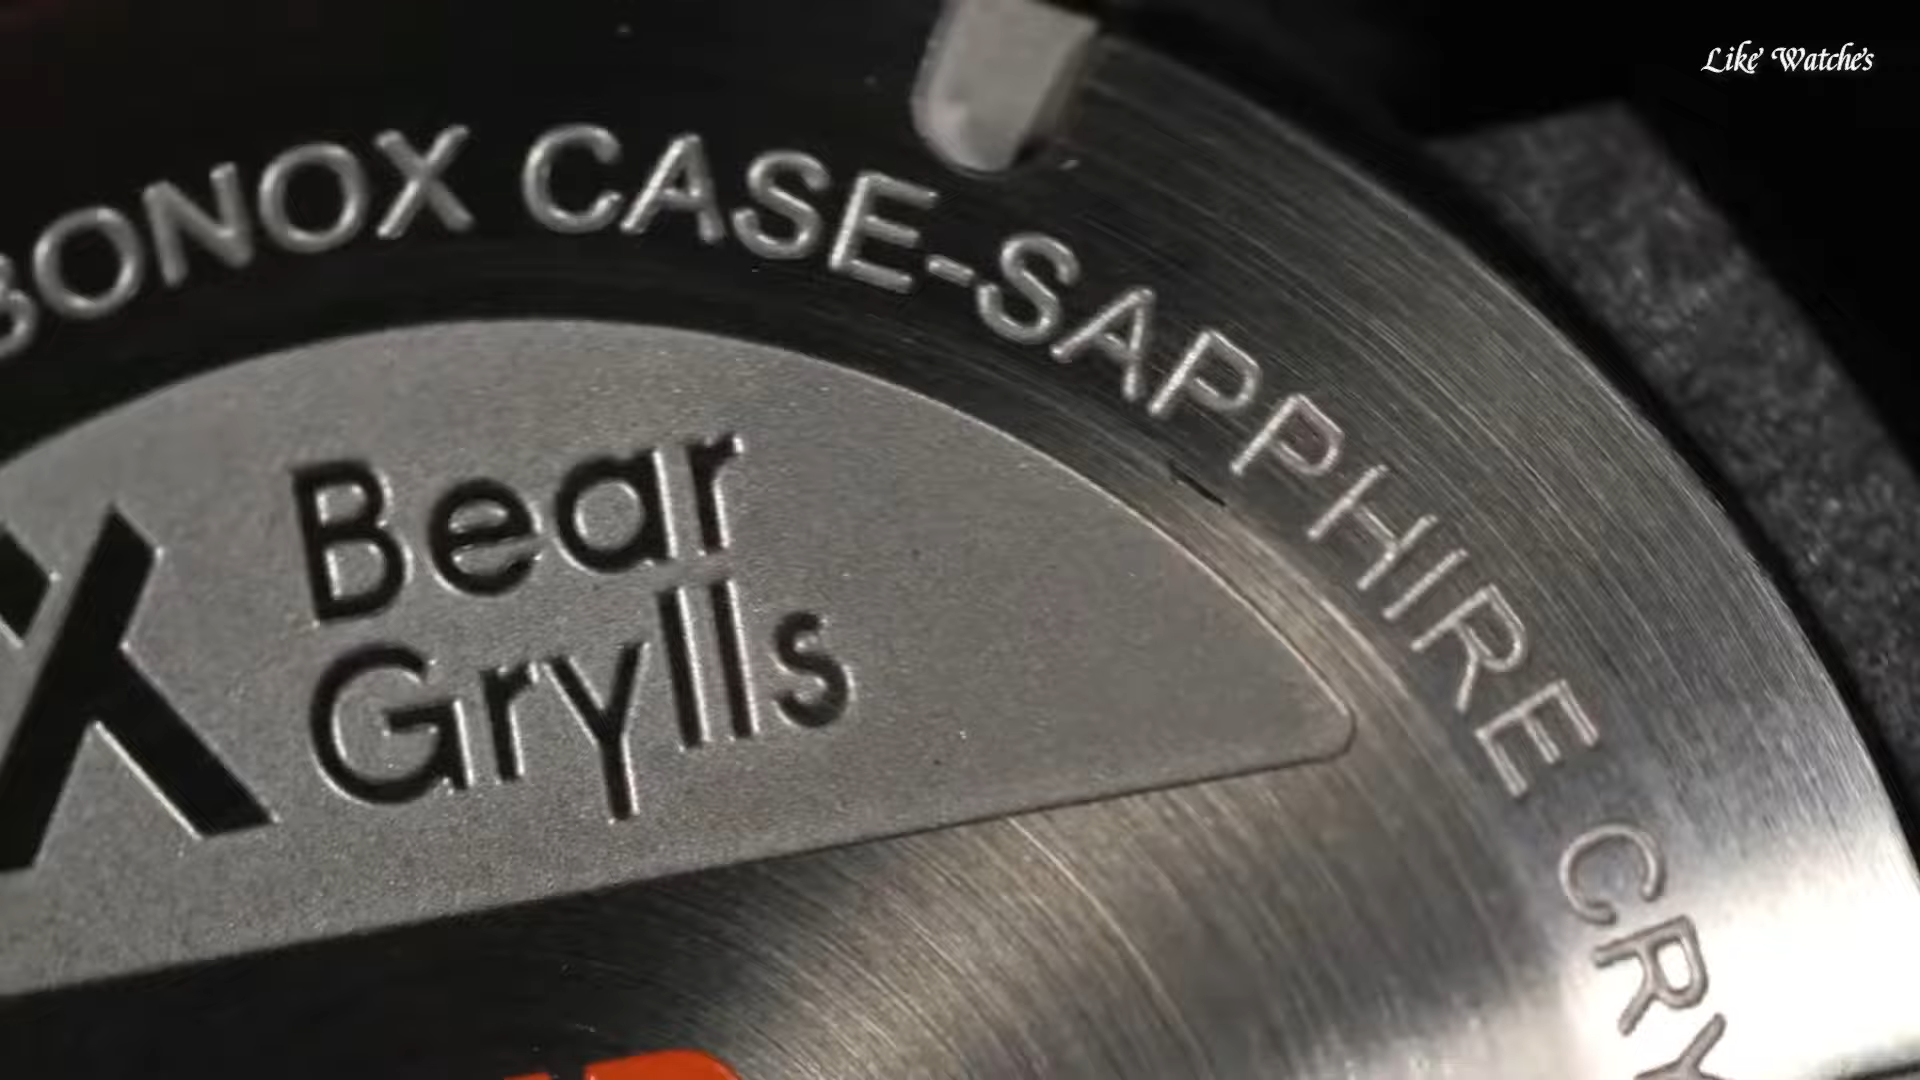 Like Watche's
BONOX CASE-SAPPHIRE CRY
X
Bear
Grylls